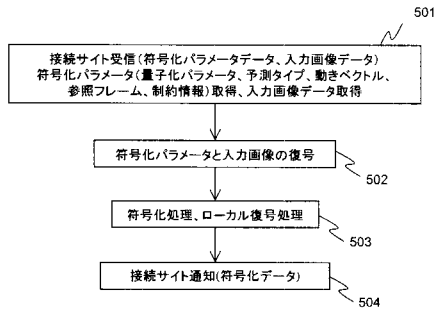 501
接続サイト受信(符号化パラメータデータ、入力画像データ)
符号化パラメータ(量子化パラメータ、予測タイプ、動きベクトル、
参照フレーム、制約情報)取得、入力画像データ取得
符号化パラメータと入力画像の復号
502
符号化処理、ローカル復号処理
503
接続サイト通知(符号化データ)
504